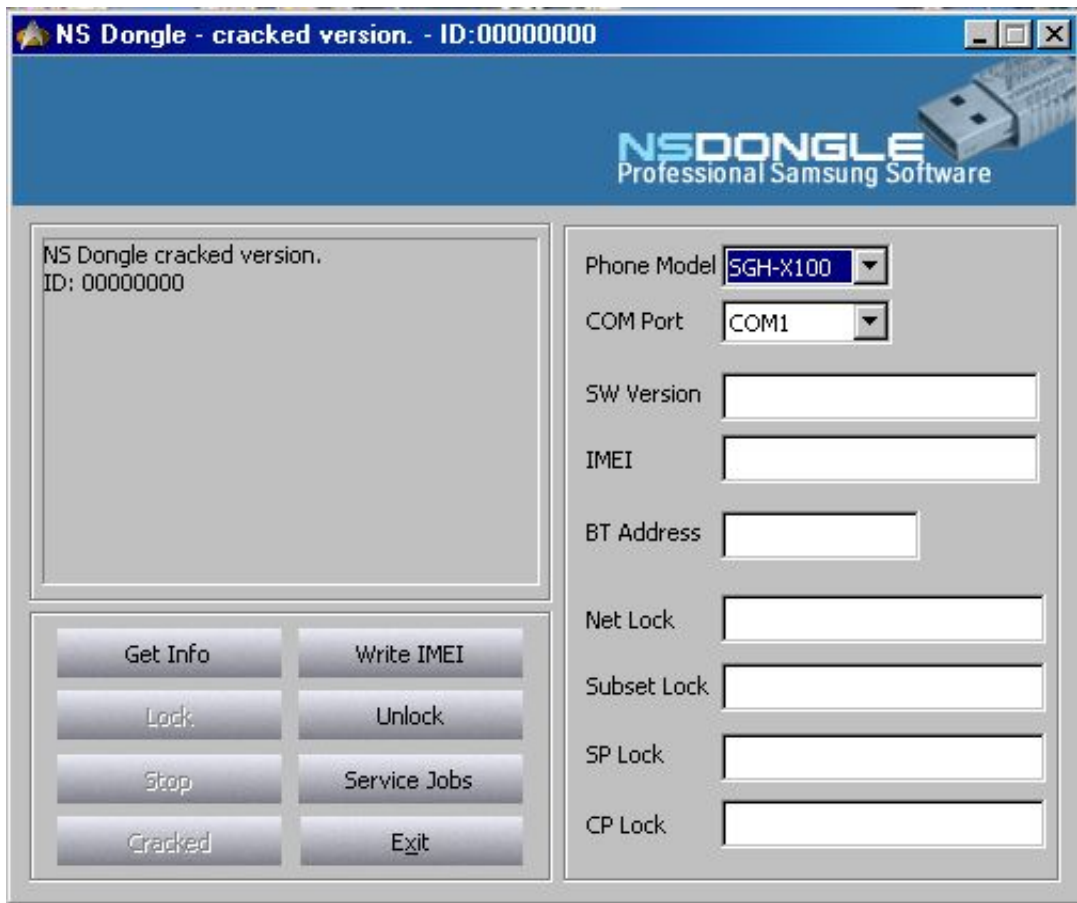 NS Dongle - cracked version. - ID:00000000
NSDONGLE
Professional Samsung Software
NS Dongle cracked version.
ID: 00000000
Phone Model SGH-X100
COM Port COM1
SW Version
IMEI
BT Address
Net Lock
Subset Lock
SP Lock
CP Lock
Get Info Write IMEI
Lock Unlock
Stop Service Jobs
Cracked Exit